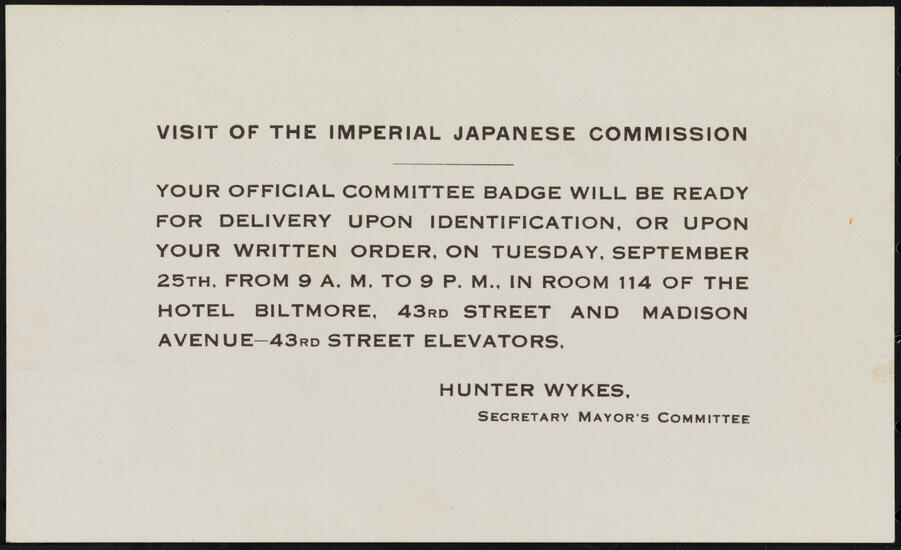 VISIT OF THE IMPERIAL JAPANESE COMMISSION
YOUR OFFICIAL COMMITTEE BADGE WILL BE READY
FOR DELIVERY UPON IDENTIFICATION, OR UPON
YOUR WRITTEN ORDER, ON TUESDAY, SEPTEMBER
25TH, FROM 9 A. M. TO 9 P. M., IN ROOM 114 OF THE
HOTEL BILTMORE, 43RD STREET AND MADISON
AVENUE—43RD STREET ELEVATORS.
HUNTER WYKES,
SECRETARY MAYOR'S COMMITTEE